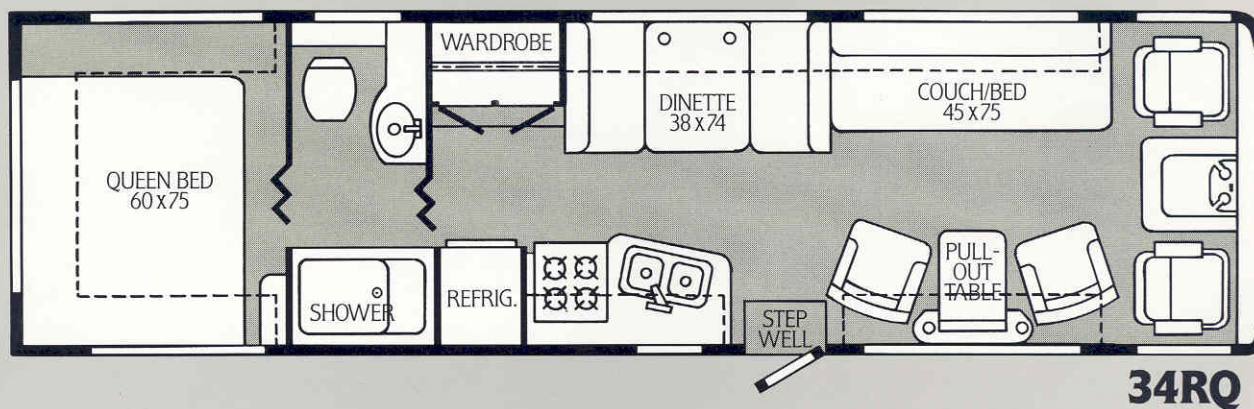 WARDROBE
DINETTE
38 x 74
COUCH/BED
45 x 75
QUEEN BED
60 x 75
SHOWER
REFRIG.
STEP
WELL
PULL-
OUT
TABLE
34RQ